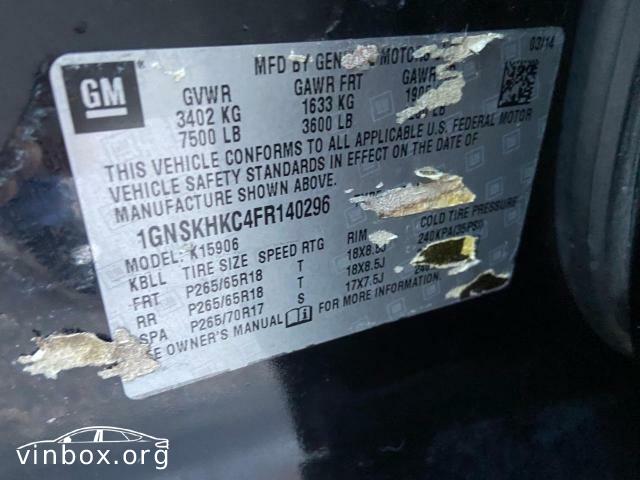 GM
MFD BY GEN MOTORS
03/14
GVWR GAWR FRT GAWR
3402 KG 1633 KG
7500 LB 3600 LB LB
THIS VEHICLE CONFORMS TO ALL APPLICABLE U.S. FEDERAL MOTOR
VEHICLE SAFETY STANDARDS IN EFFECT ON THE DATE OF
MANUFACTURE SHOWN ABOVE.
1GNSKHKC4FR140296
MODEL: K15906
KBLL TIRE SIZE SPEED RTG RIM COLD TIRE PRESSURE
FRT P265/65R18 T 18X8.5J 240KPA(35PSI)
RR P265/65R18 T 18X8.5J 240
SPA P265/70R17 S 17X7.5J
OWNER'S MANUAL FOR MORE INFORMATION.
vinbox.org